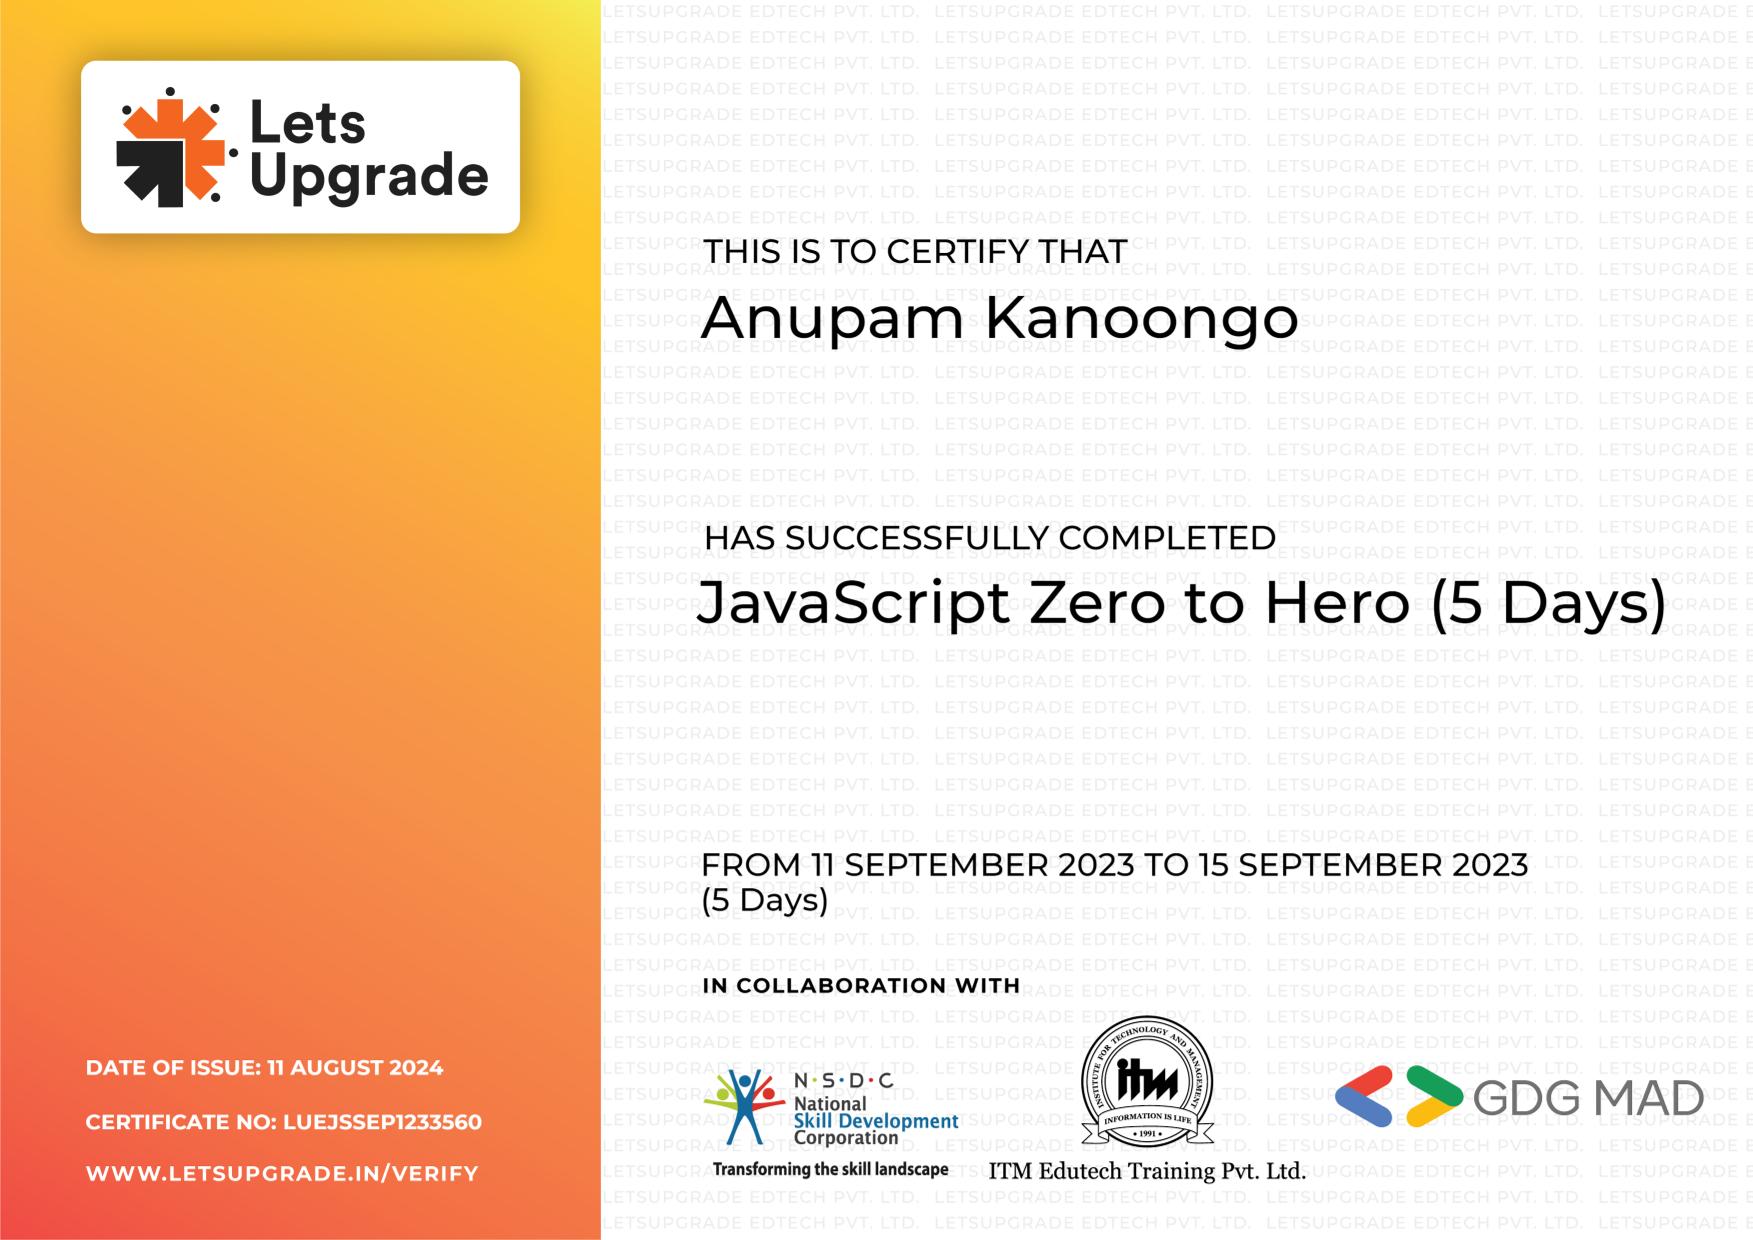 Lets
Upgrade
THIS IS TO CERTIFY THAT
Anupam Kanoongo
HAS SUCCESSFULLY COMPLETED
JavaScript Zero to Hero (5 Days)
FROM 11 SEPTEMBER 2023 TO 15 SEPTEMBER 2023
(5 Days)
IN COLLABORATION WITH
N·S·D·C
National
Skill Development
Corporation
Transforming the skill landscape
INSTITUTE FOR TECHNOLOGY AND MANAGEMENT
itm
INFORMATION IS LIFE
• 1991 •
ITM Edutech Training Pvt. Ltd.
GDG MAD
DATE OF ISSUE: 11 AUGUST 2024
CERTIFICATE NO: LUEJSSEP1233560
WWW.LETSUPGRADE.IN/VERIFY
LETSUPGRADE EDTECH PVT. LTD.